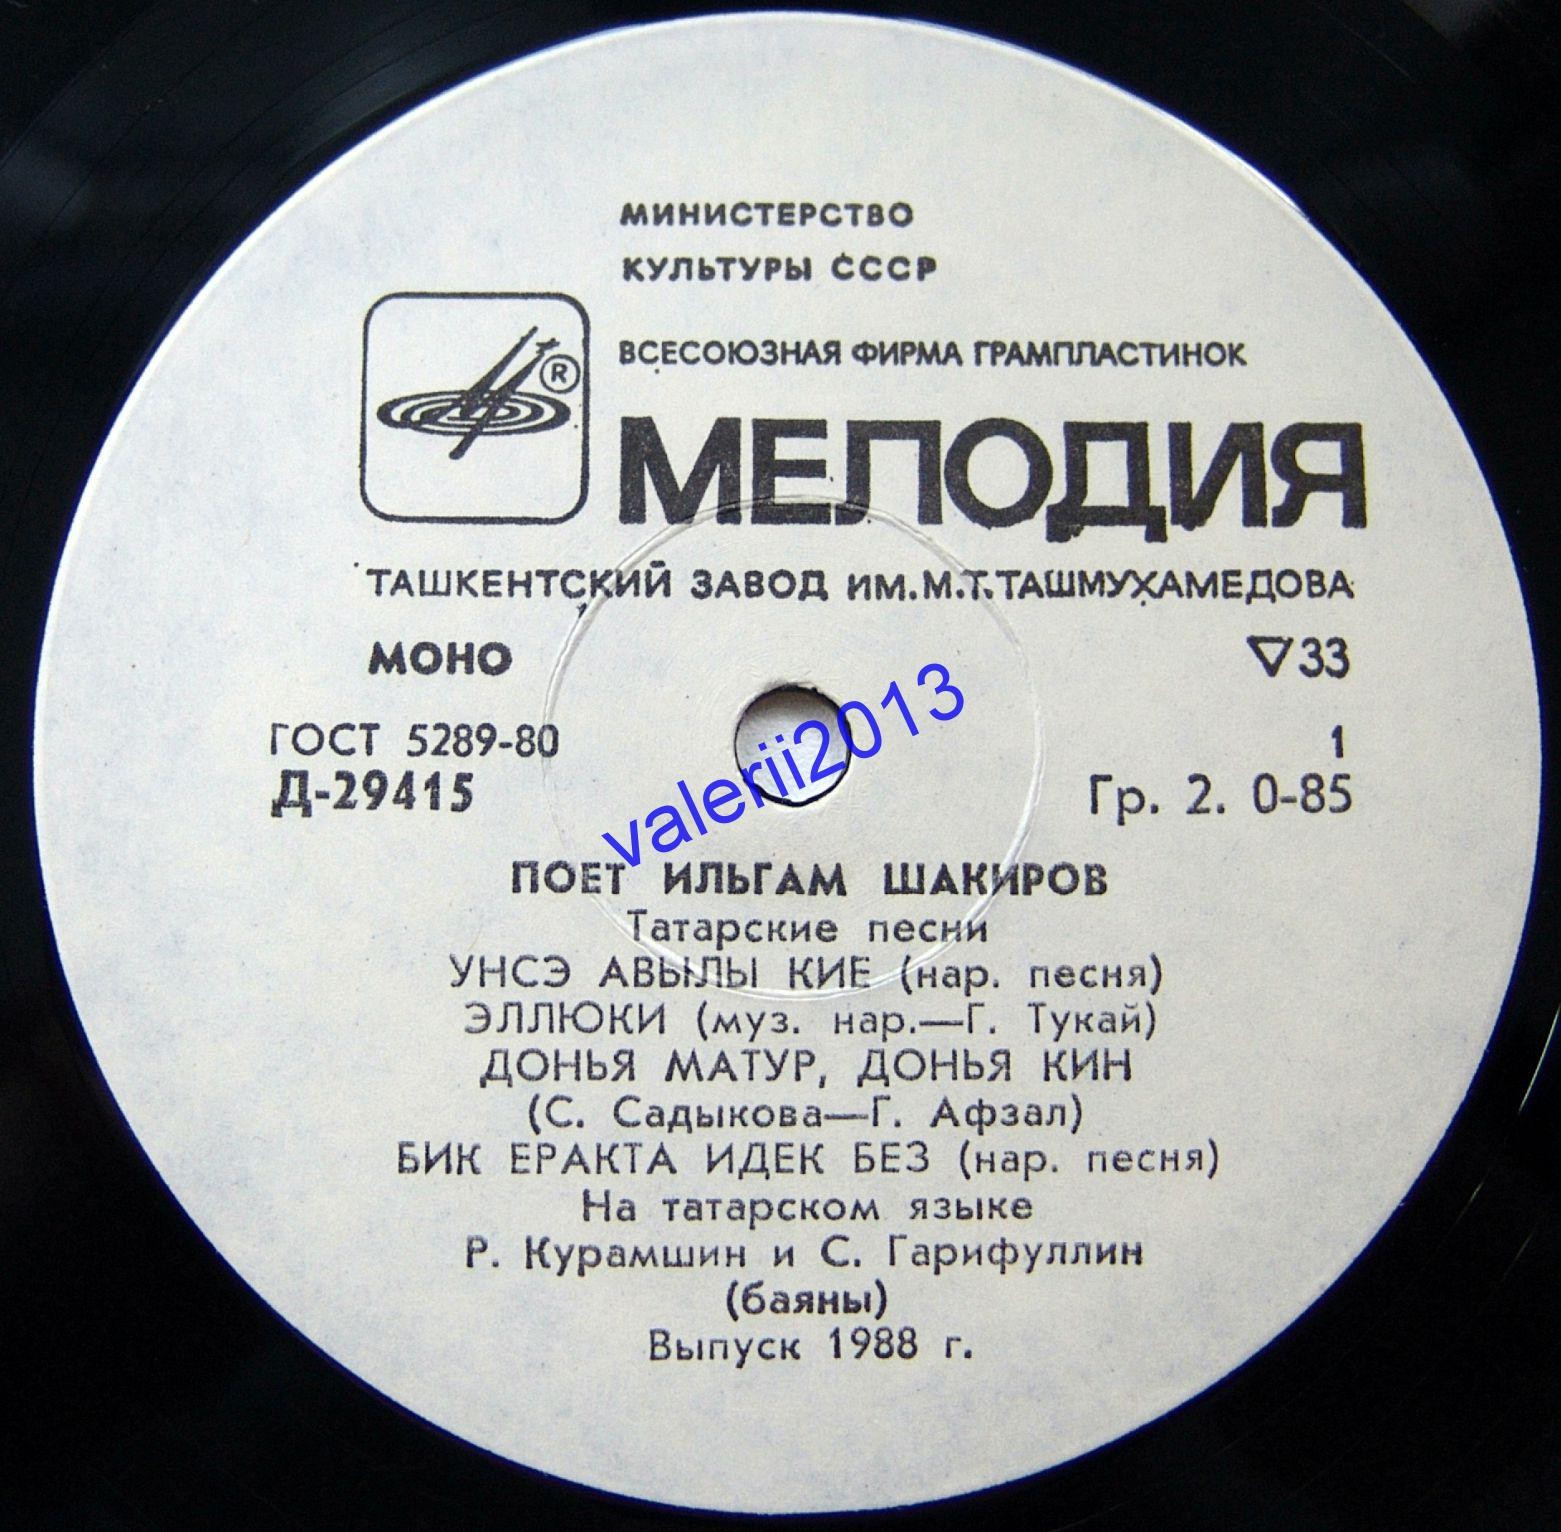 МИНИСТЕРСТВО
КУЛЬТУРЫ СССР
ВСЕСОЮЗНАЯ ФИРМА ГРАМПЛАСТИНОК
®
МЕЛОДИЯ
ТАШКЕНТСКИЙ ЗАВОД ИМ.М.Т.ТАШМУХАМЕДОВА
МОНО ▽33
ГОСТ 5289-80 1
Д-29415 Гр. 2. 0-85
valerii2013
ПОЕТ ИЛЬГАМ ШАКИРОВ
Татарские песни
УНСЭ АВЫЛЫ КИЕ (нар. песня)
ЭЛЛЮКИ (муз. нар.—Г. Тукай)
ДОНЬЯ МАТУР, ДОНЬЯ КИН
(С. Садыкова—Г. Афзал)
БИК ЕРАКТА ИДЕК БЕЗ (нар. песня)
На татарском языке
Р. Курамшин и С. Гарифуллин
(баяны)
Выпуск 1988 г.